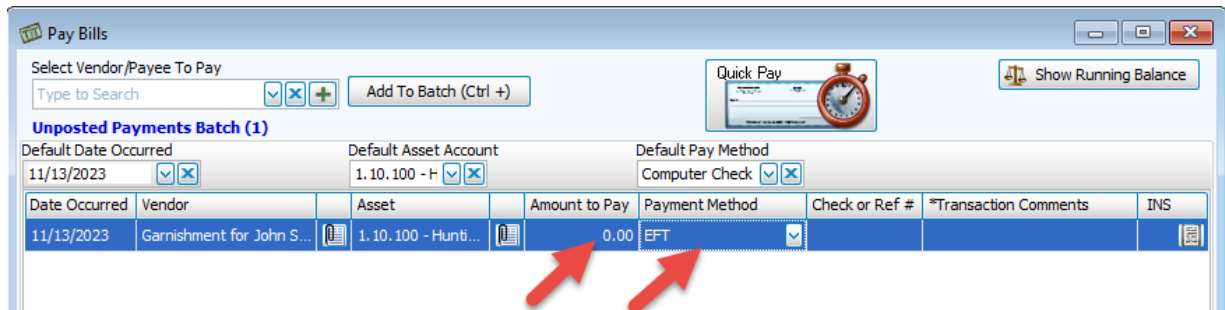 Pay Bills
Select Vendor/Payee To Pay
Type to Search
Add To Batch (Ctrl +)
Quick Pay
Show Running Balance
Unposted Payments Batch (1)
Default Date Occurred Default Asset Account Default Pay Method
11/13/2023 1.10.100 - H Computer Check
Date Occurred Vendor Asset Amount to Pay Payment Method Check or Ref # *Transaction Comments INS
11/13/2023 Garnishment for John S... 1.10.100 - Hunti... 0.00 EFT